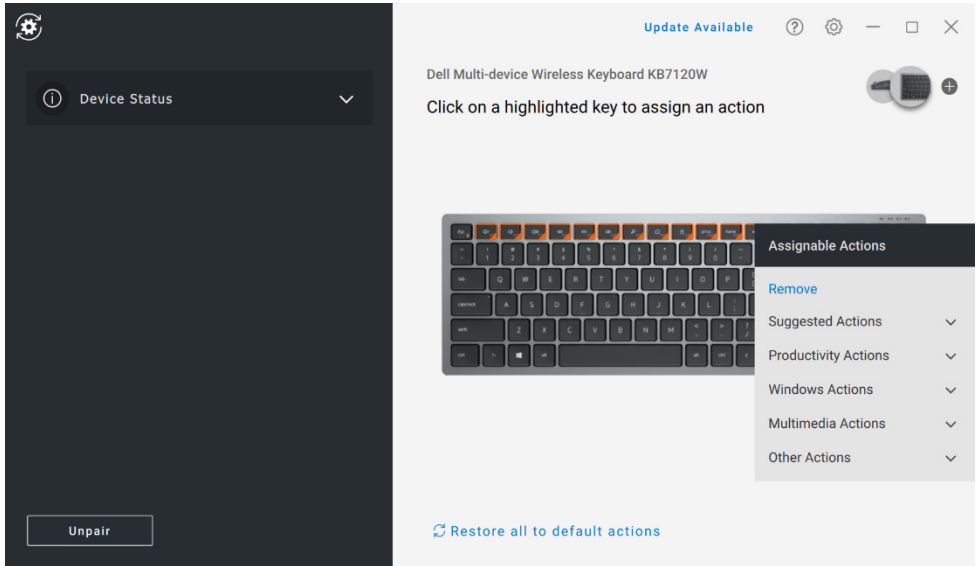 Update Available
Device Status
Dell Multi-device Wireless Keyboard KB7120W
Click on a highlighted key to assign an action
Assignable Actions
Remove
Suggested Actions
Productivity Actions
Windows Actions
Multimedia Actions
Other Actions
Q W E R T Y U I O P
A S D F G H J K L
Z X C V B N M
Unpair
Restore all to default actions